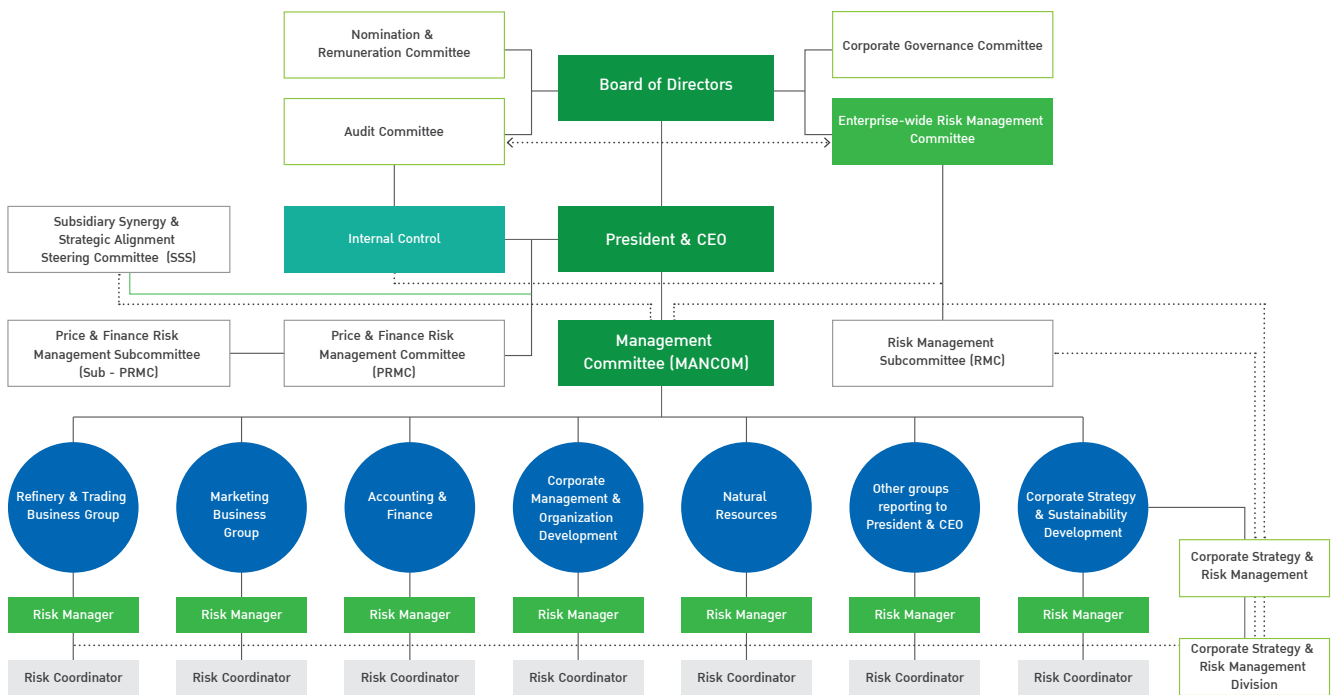 Nomination &
Remuneration Committee
Corporate Governance Committee
Board of Directors
Audit Committee
Enterprise-wide Risk Management
Committee
Subsidiary Synergy &
Strategic Alignment
Steering Committee (SSS)
Internal Control
President & CEO
Price & Finance Risk
Management Subcommittee
(Sub - PRMC)
Price & Finance Risk
Management Committee
(PRMC)
Management
Committee (MANCOM)
Risk Management
Subcommittee (RMC)
Refinery & Trading
Business Group
Marketing
Business
Group
Accounting &
Finance
Corporate
Management &
Organization
Development
Natural
Resources
Other groups
reporting to
President & CEO
Corporate Strategy
& Sustainability
Development
Corporate Strategy &
Risk Management
Risk Manager
Risk Manager
Risk Manager
Risk Manager
Risk Manager
Risk Manager
Risk Manager
Corporate Strategy &
Risk Management
Division
Risk Coordinator
Risk Coordinator
Risk Coordinator
Risk Coordinator
Risk Coordinator
Risk Coordinator
Risk Coordinator